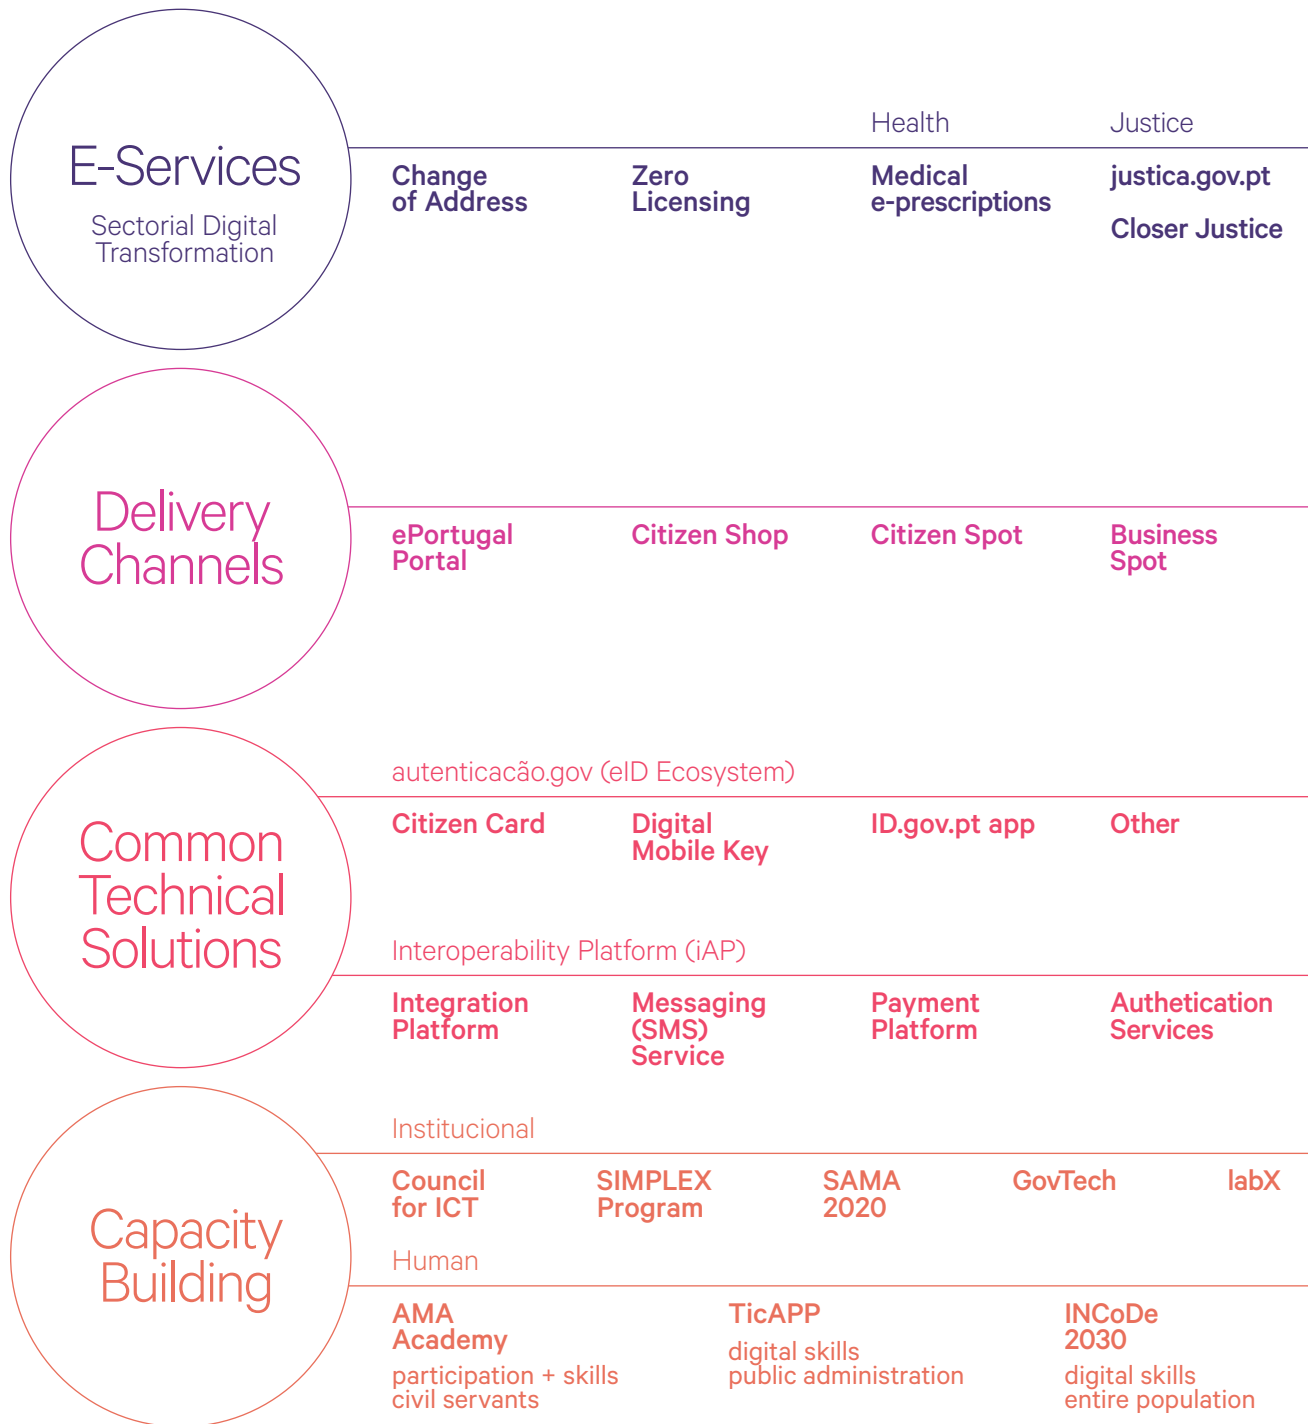 E-Services
Sectorial Digital
Transformation
Health
Justice
Change
of Address
Zero
Licensing
Medical
e-prescriptions
justica.gov.pt
Closer Justice
Delivery
Channels
ePortugal
Portal
Citizen Shop
Citizen Spot
Business
Spot
Common
Technical
Solutions
autenticacão.gov (eID Ecosystem)
Citizen Card
Digital
Mobile Key
ID.gov.pt app
Other
Interoperability Platform (iAP)
Integration
Platform
Messaging
(SMS)
Service
Payment
Platform
Authetication
Services
Capacity
Building
Institucional
Council
for ICT
SIMPLEX
Program
SAMA
2020
GovTech
labX
Human
AMA
Academy
participation + skills
civil servants
TicAPP
digital skills
public administration
INCoDe
2030
digital skills
entire population